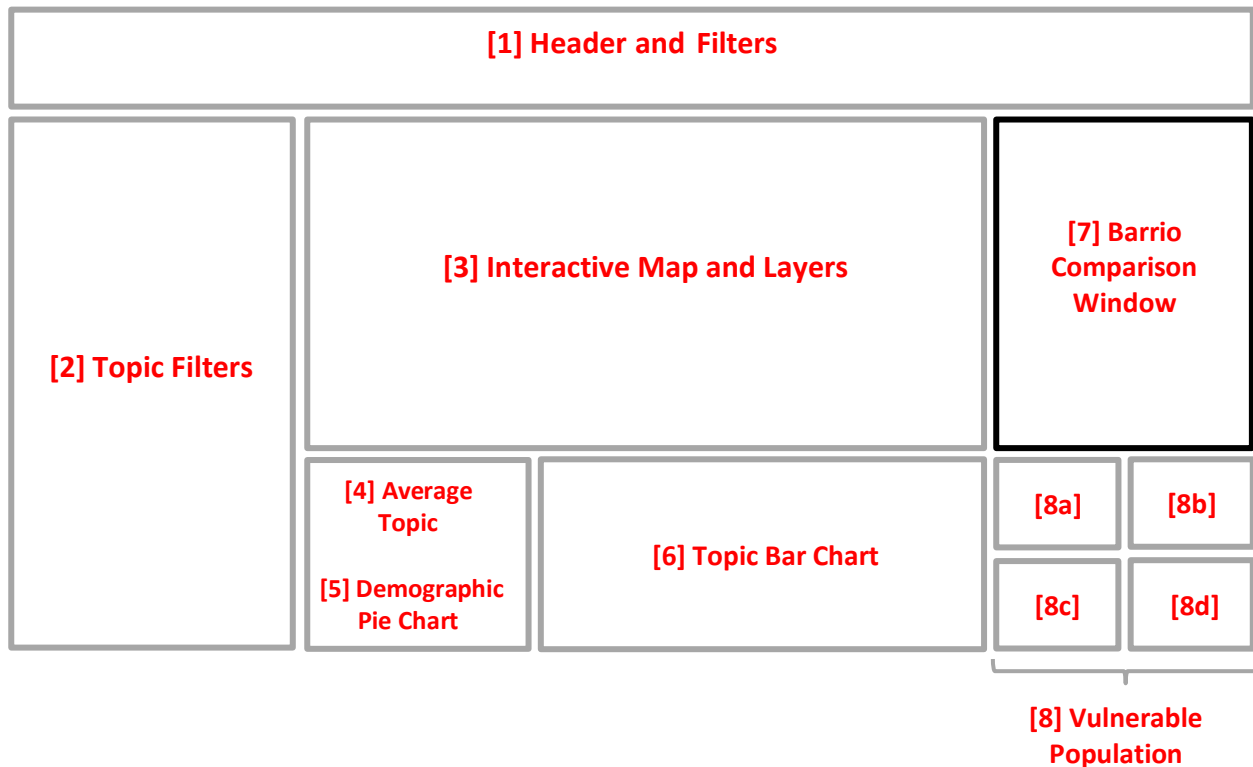 [1] Header and Filters
[2] Topic Filters
[3] Interactive Map and Layers
[7] Barrio
Comparison
Window
[4] Average
Topic
[5] Demographic
Pie Chart
[6] Topic Bar Chart
[8a]
[8b]
[8c]
[8d]
[8] Vulnerable
Population